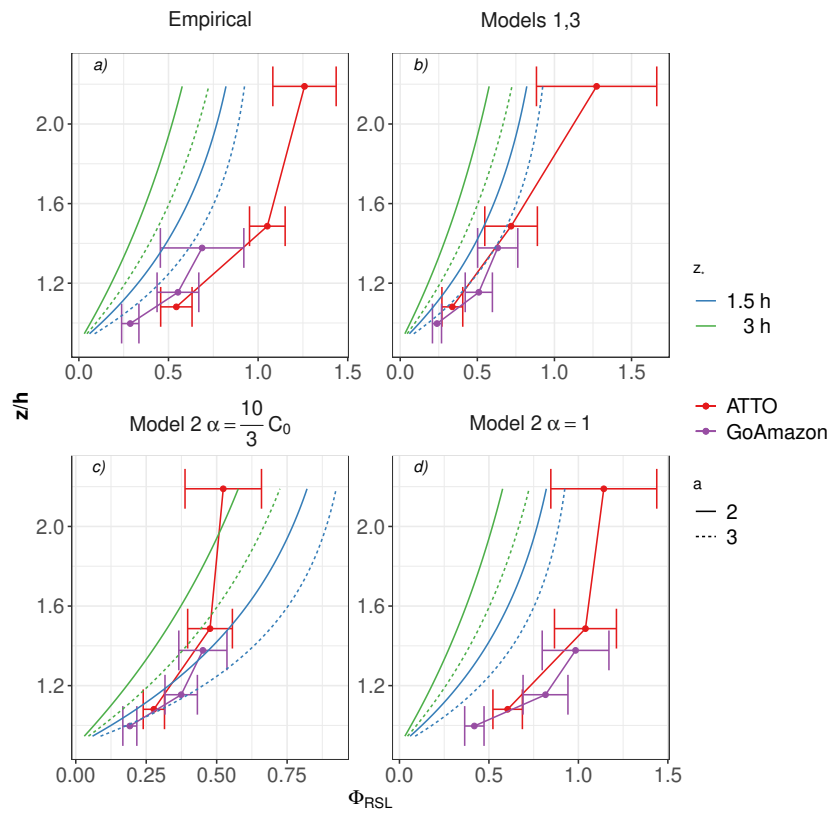 Empirical
Models 1,3
a)
b)
2.0
1.6
1.2
0.0 0.5 1.0 1.5
0.0 0.5 1.0 1.5
z/h
Model 2 α = 10/3 C₀
Model 2 α = 1
c)
d)
2.0
1.6
1.2
0.00 0.25 0.50 0.75
0.0 0.5 1.0 1.5
Φ_RSL
z*
1.5 h
3 h
ATTO
GoAmazon
a
2
3